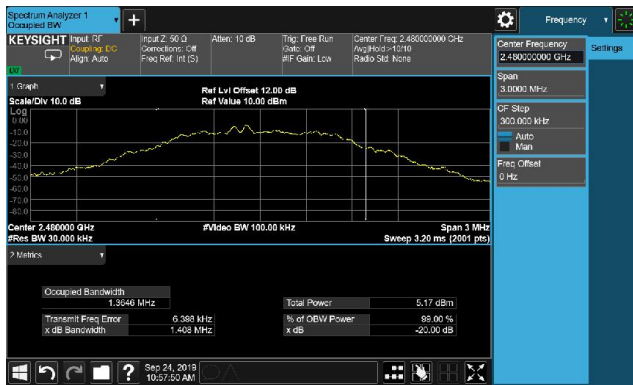 Spectrum Analyzer 1
Occupied BW
Frequency
KEYSIGHT
Input: RF
Coupling: DC
Align: Auto
Input Z: 50 Ω
Corrections: Off
Freq Ref: Int (S)
Atten: 10 dB
Trig: Free Run
Gate: Off
#IF Gain: Low
Center Freq: 2.480000000 GHz
Avg|Hold:>10/10
Radio Std: None
Center Frequency
2.480000000 GHz
Settings
Span
3.0000 MHz
CF Step
300.000 kHz
Auto
Man
Freq Offset
0 Hz
1 Graph
Scale/Div 10.0 dB
Ref Lvl Offset 12.00 dB
Ref Value 10.00 dBm
Log
0.00
-10.0
-20.0
-30.0
-40.0
-50.0
-60.0
-70.0
-80.0
Center 2.480000 GHz
#Res BW 30.000 kHz
#Video BW 100.00 kHz
Span 3 MHz
Sweep 3.20 ms (2001 pts)
2 Metrics
Occupied Bandwidth
1.3646 MHz
Total Power 5.17 dBm
Transmit Freq Error 6.398 kHz
% of OBW Power 99.00 %
x dB Bandwidth 1.408 MHz
x dB -20.00 dB
?
Sep 24, 2019
10:57:50 AM